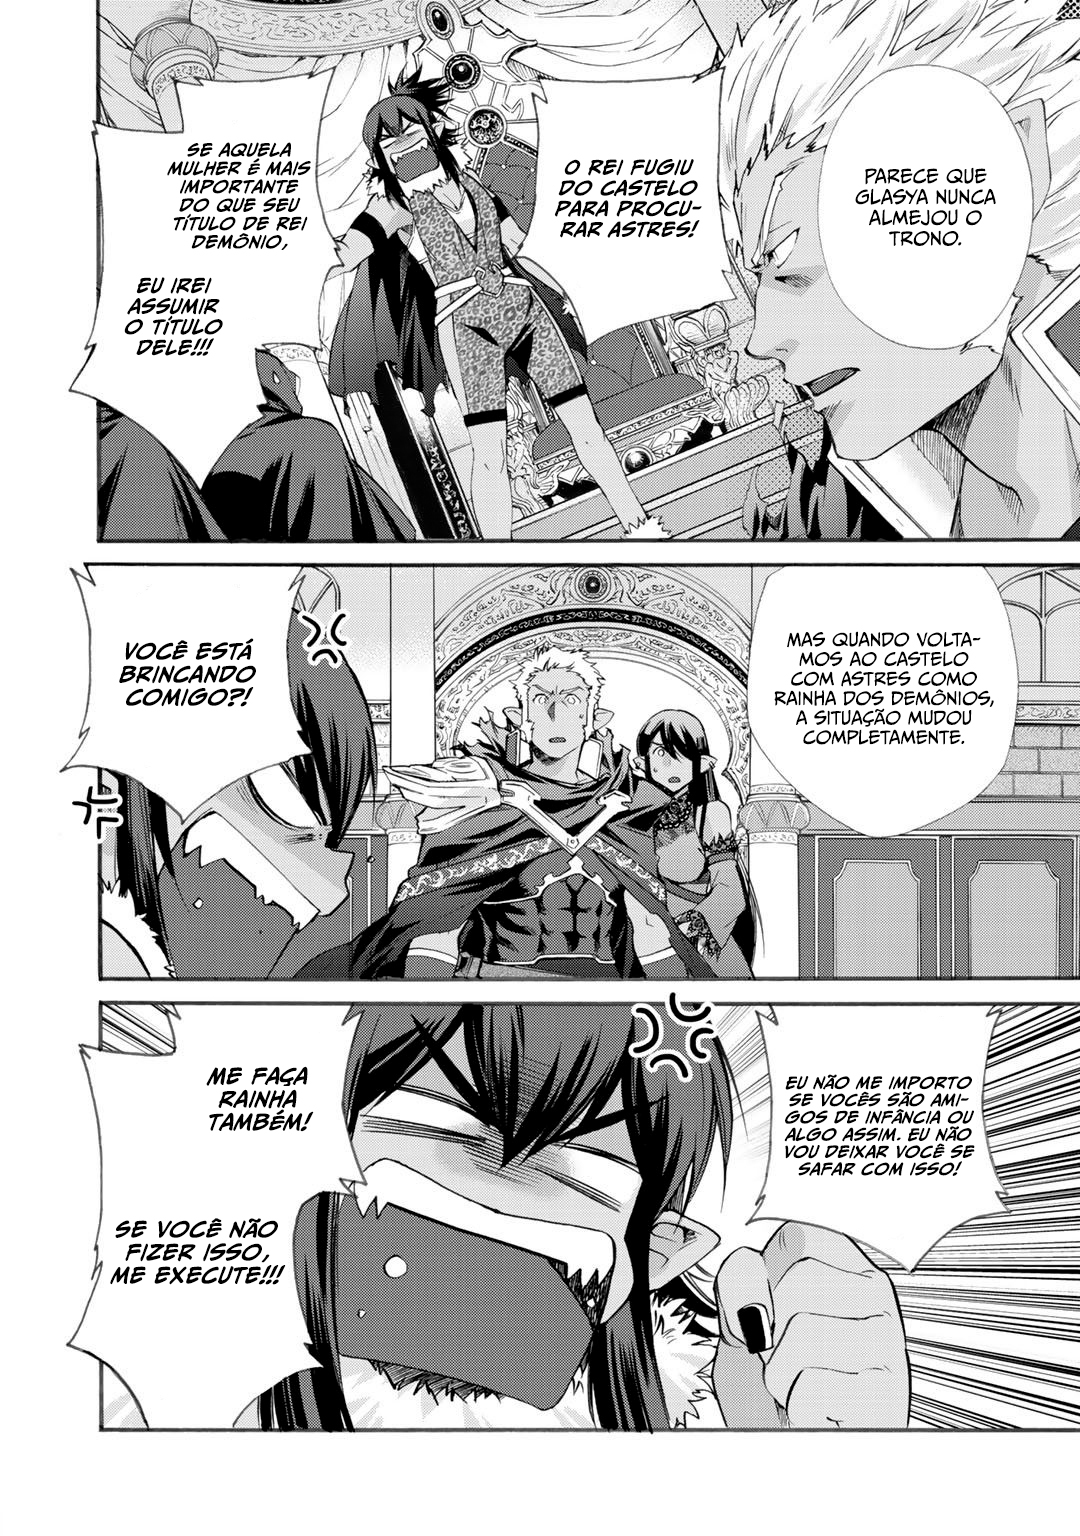 PARECE QUE
GLASYA NUNCA
ALMEJOU O
TRONO.
O REI FUGIU
DO CASTELO
PARA PROCU-
RAR ASTRES!
SE AQUELA
MULHER É MAIS
IMPORTANTE
DO QUE SEU
TÍTULO DE REI
DEMÔNIO,
EU IREI
ASSUMIR
O TÍTULO
DELE!!!
MAS QUANDO VOLTA-
MOS AO CASTELO
COM ASTRES COMO
RAINHA DOS DEMÔNIOS,
A SITUAÇÃO MUDOU
COMPLETAMENTE.
VOCÊ ESTÁ
BRINCANDO
COMIGO?!
EU NÃO ME IMPORTO
SE VOCÊS SÃO AMI-
GOS DE INFÂNCIA OU
ALGO ASSIM. EU NÃO
VOU DEIXAR VOCÊ SE
SAFAR COM ISSO!
ME FAÇA
RAINHA
TAMBÉM!
SE VOCÊ NÃO
FIZER ISSO,
ME EXECUTE!!!